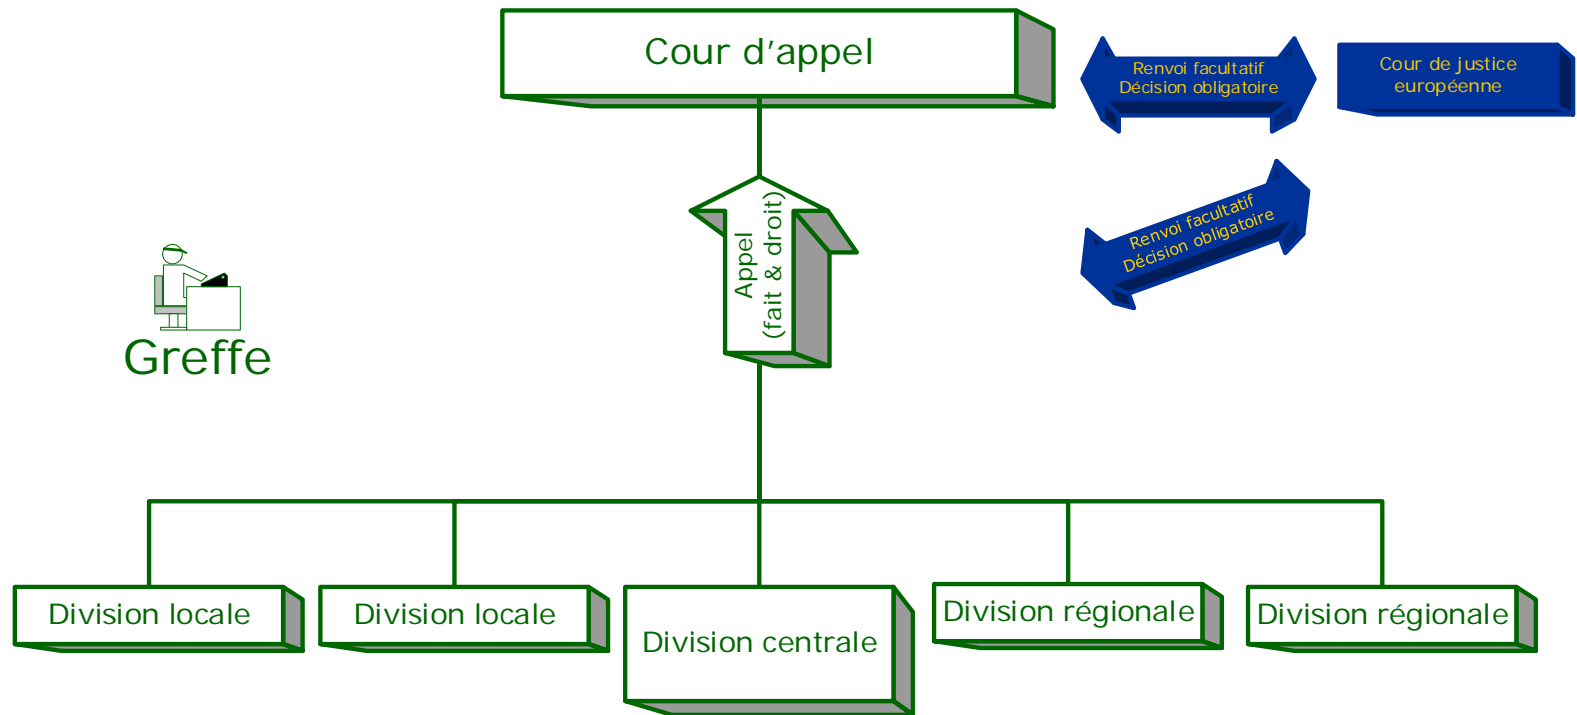 Cour d'appel
Renvoi facultatif
Décision obligatoire
Cour de justice
européenne
Appel
(fait & droit)
Renvoi facultatif
Décision obligatoire
Greffe
Division locale
Division locale
Division centrale
Division régionale
Division régionale